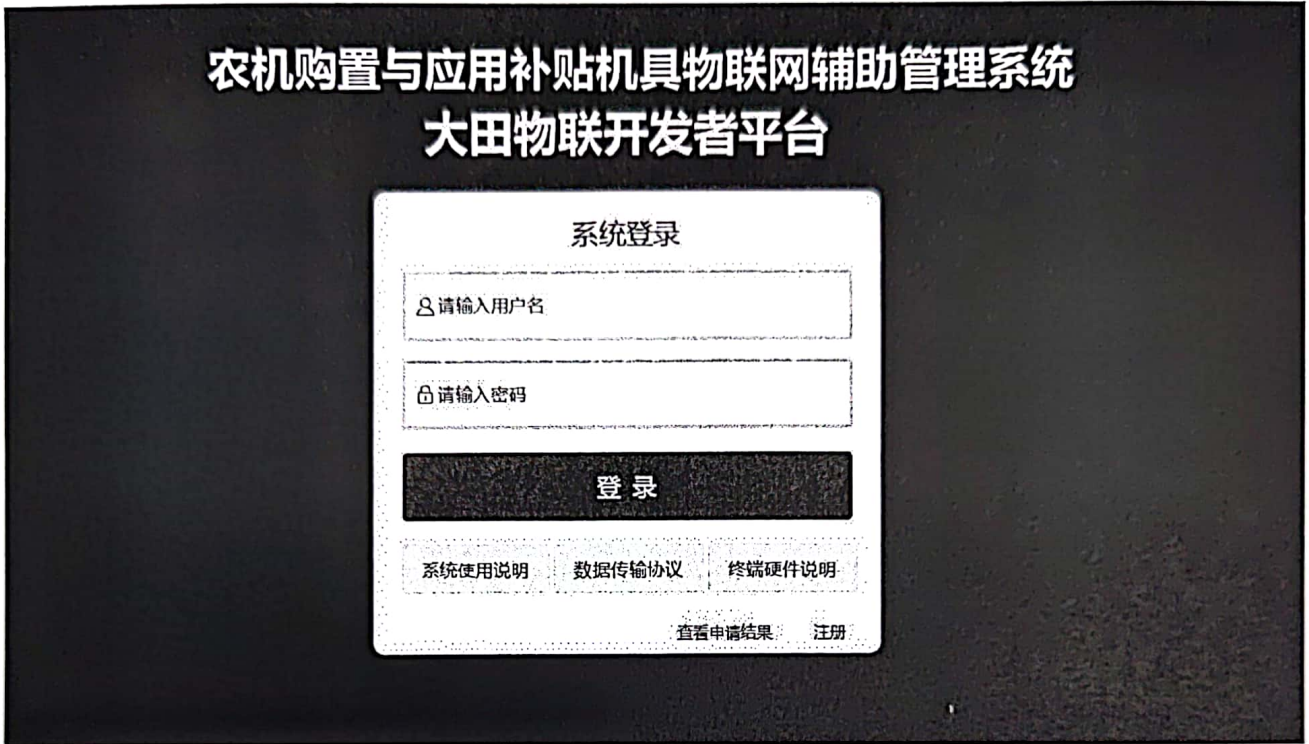 农机购置与应用补贴机具物联网辅助管理系统
大田物联开发者平台
系统登录
请输入用户名
请输入密码
登 录
系统使用说明 数据传输协议 终端硬件说明
查看申请结果 注册